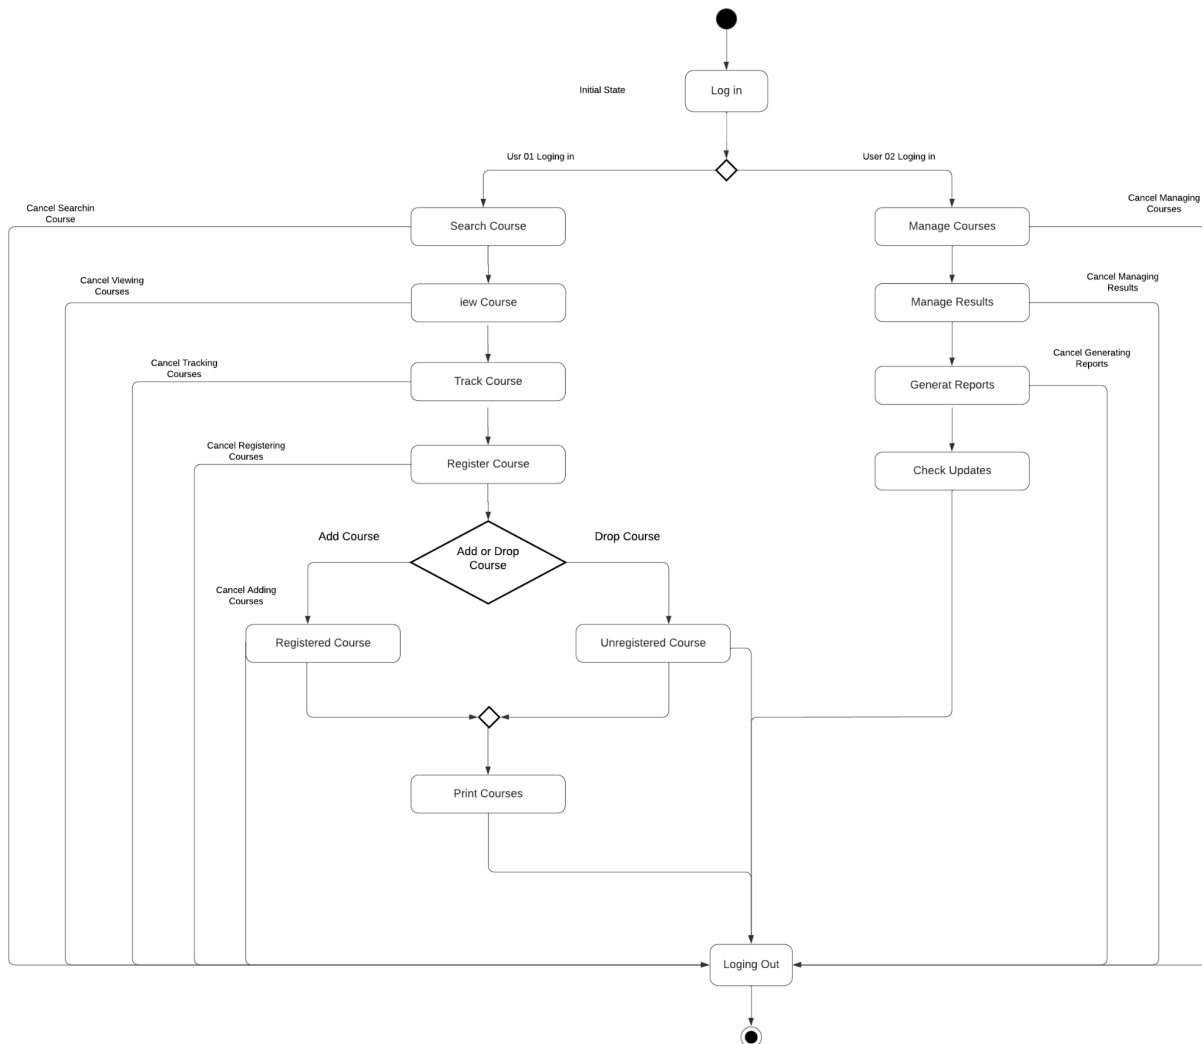 Initial State
Log in
Usr 01 Loging in
User 02 Loging in
Cancel Searchin
Course
Search Course
Manage Courses
Cancel Managing
Courses
Cancel Viewing
Courses
iew Course
Manage Results
Cancel Managing
Results
Cancel Tracking
Courses
Track Course
Generat Reports
Cancel Generating
Reports
Cancel Registering
Courses
Register Course
Check Updates
Add Course
Add or Drop
Course
Drop Course
Cancel Adding
Courses
Registered Course
Unregistered Course
Print Courses
Loging Out